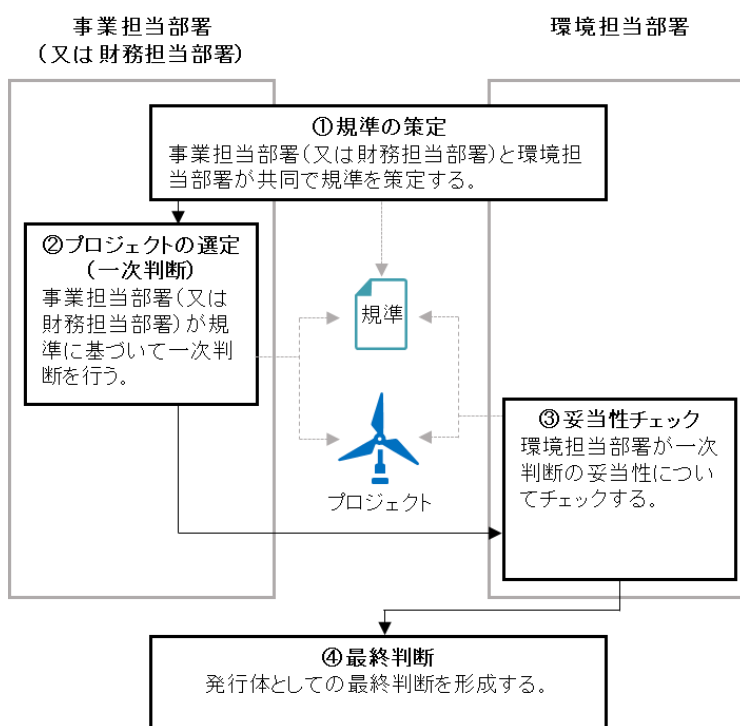 事業担当部署
(又は財務担当部署)
環境担当部署
①規準の策定
事業担当部署(又は財務担当部署)と環境担
当部署が共同で規準を策定する。
②プロジェクトの選定
(一次判断)
事業担当部署(又は
財務担当部署)が規
準に基づいて一次判
断を行う。
規準
プロジェクト
③妥当性チェック
環境担当部署が一次
判断の妥当性につい
てチェックする。
④最終判断
発行体としての最終判断を形成する。